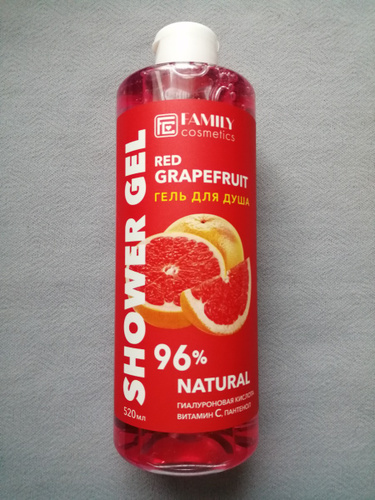 FAMILY
cosmetics
RED
GRAPEFRUIT
ГЕЛЬ ДЛЯ ДУША
SHOWER GEL
96%
NATURAL
ГИАЛУРОНОВАЯ КИСЛОТА
ВИТАМИН С, ПАНТЕНОЛ
520мл